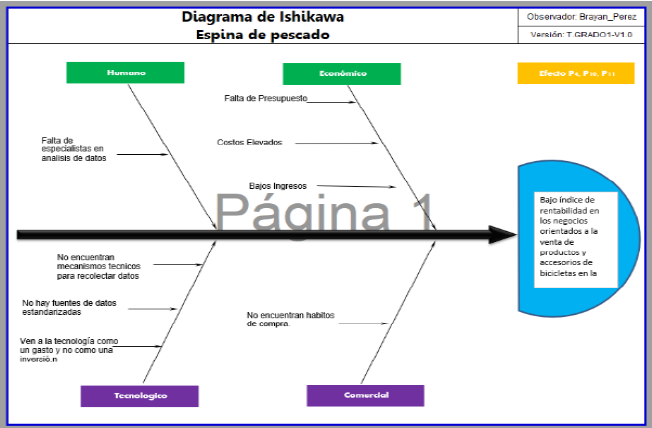 Diagrama de Ishikawa
Espina de pescado
Observador: Brayan_Perez
Versión: T.GRADO1-V1.0
Humano
Económico
Efecto P4, P10, P11
Falta de Presupuesto
Falta de
especialistas en
analisis de datos
Costos Elevados
Bajos Ingresos
Página 1
Bajo índice de
rentabilidad en
los negocios
orientados a la
venta de
productos y
accesorios de
bicicletas en la
No encuentran
mecanismos tecnicos
para recolectar datos
No hay fuentes de datos
estandarizadas
Ven a la tecnología como
un gasto y no como una
inversió.n
No encuentran habitos
de compra.
Tecnologico
Comercial